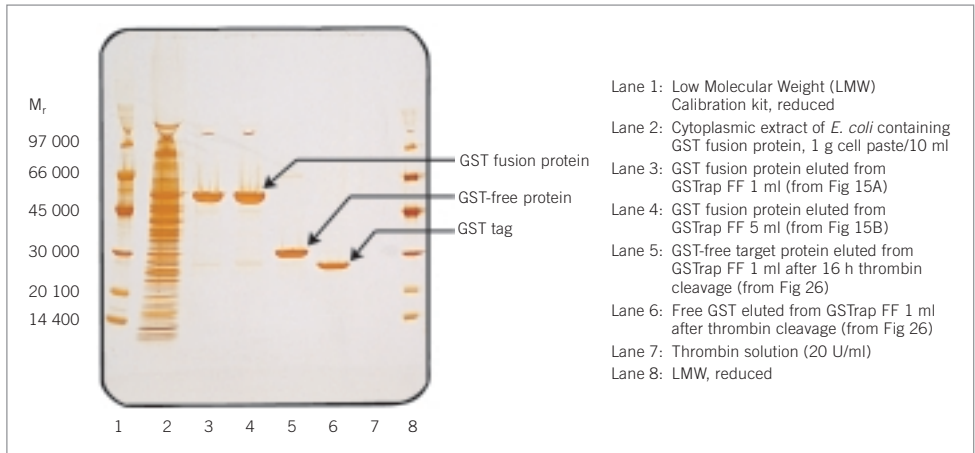 Mr
97 000
66 000
45 000
30 000
20 100
14 400
GST fusion protein
GST-free protein
GST tag
1 2 3 4 5 6 7 8
Lane 1: Low Molecular Weight (LMW)
Calibration kit, reduced
Lane 2: Cytoplasmic extract of E. coli containing
GST fusion protein, 1 g cell paste/10 ml
Lane 3: GST fusion protein eluted from
GSTrap FF 1 ml (from Fig 15A)
Lane 4: GST fusion protein eluted from
GSTrap FF 5 ml (from Fig 15B)
Lane 5: GST-free target protein eluted from
GSTrap FF 1 ml after 16 h thrombin
cleavage (from Fig 26)
Lane 6: Free GST eluted from GSTrap FF 1 ml
after thrombin cleavage (from Fig 26)
Lane 7: Thrombin solution (20 U/ml)
Lane 8: LMW, reduced